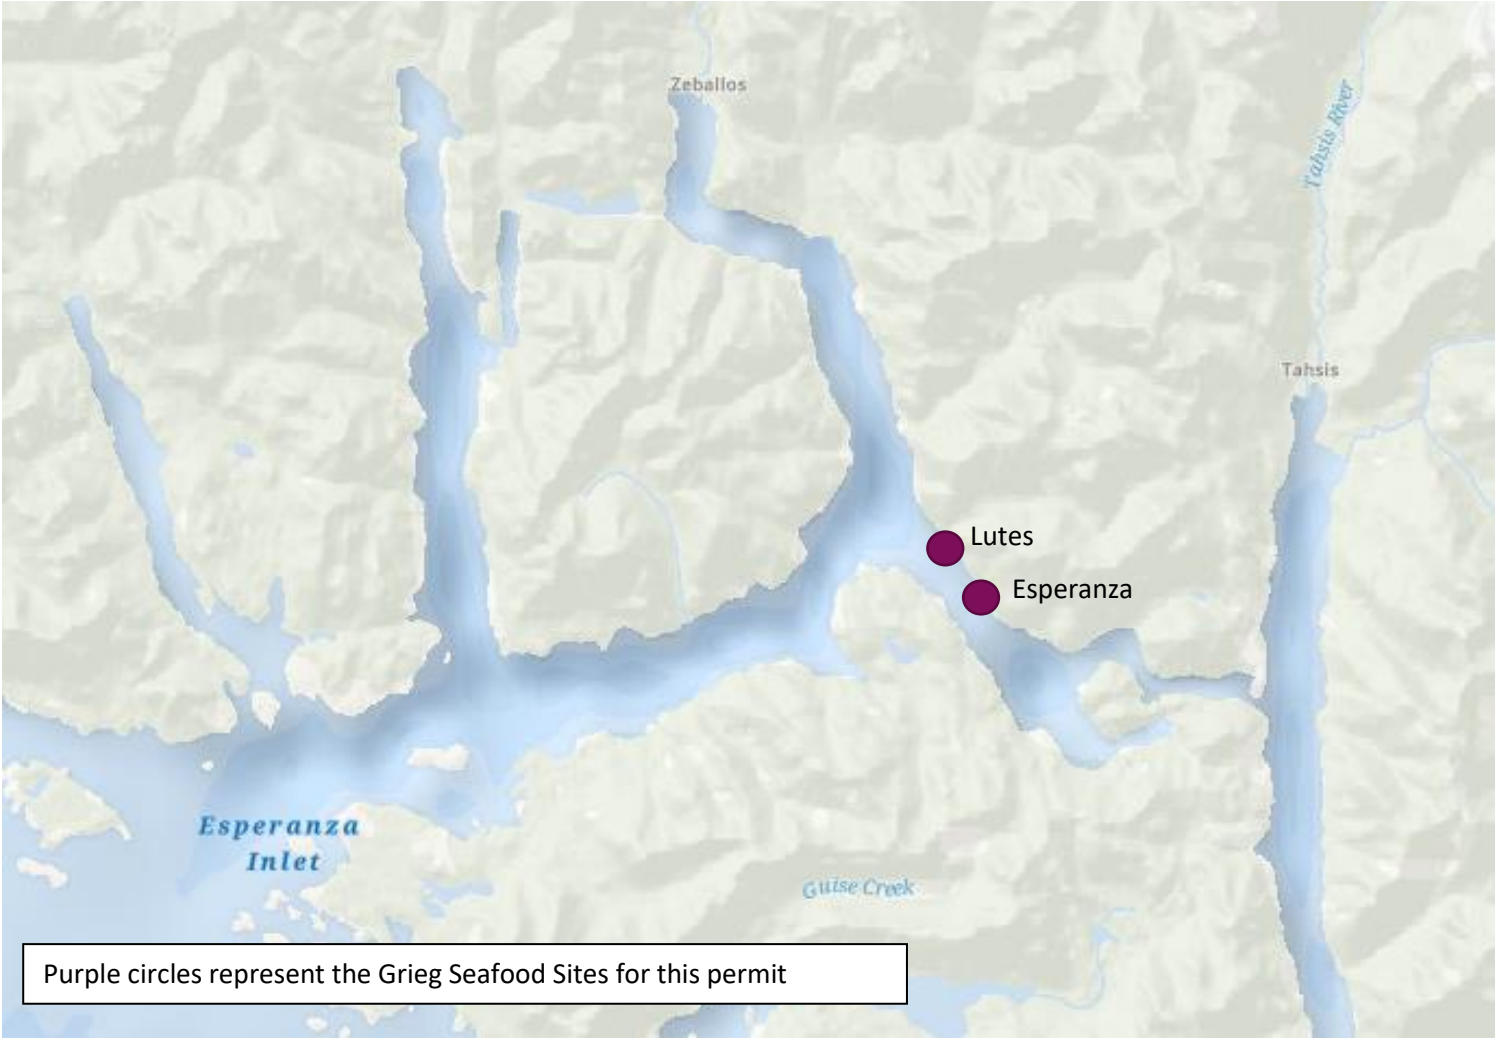 Zeballos
Tahsis River
Tahsis
Lutes
Esperanza
Esperanza
Inlet
Guise Creek
Purple circles represent the Grieg Seafood Sites for this permit